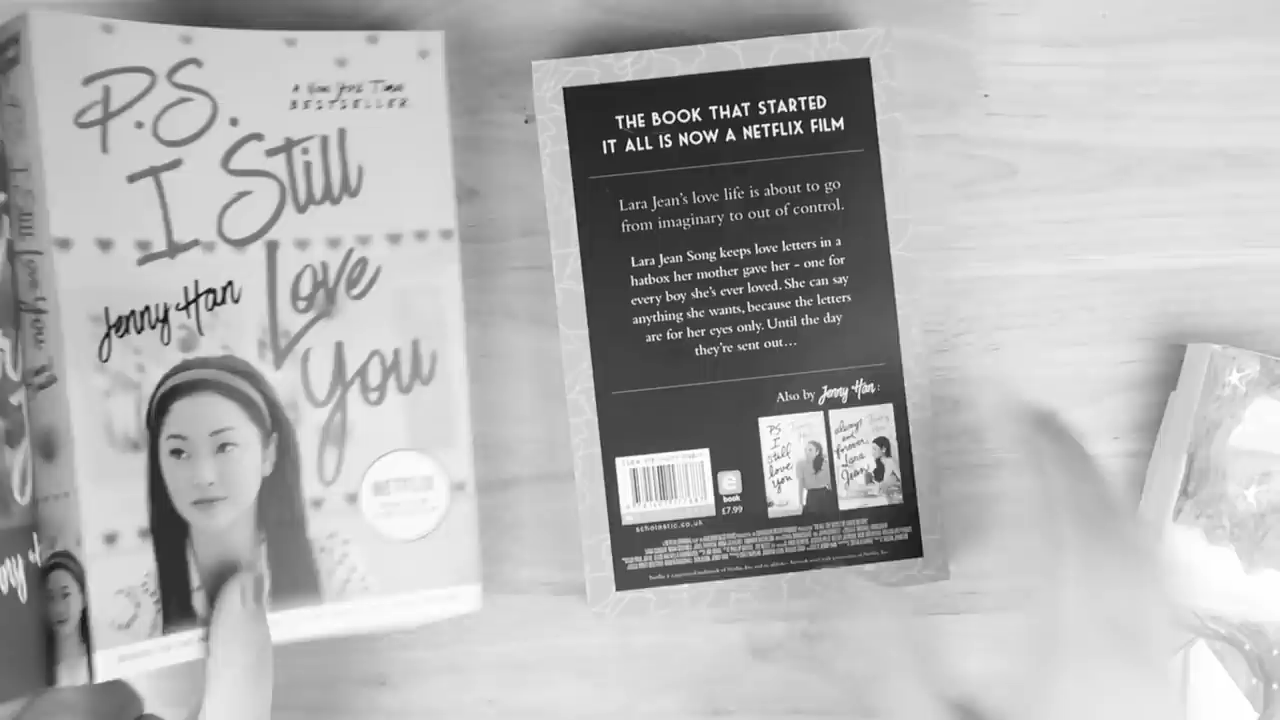 P.S.
I Still
Love
You
A New York Times
BESTSELLER
Jenny Han
THE BOOK THAT STARTED
IT ALL IS NOW A NETFLIX FILM
Lara Jean's love life is about to go
from imaginary to out of control.
Lara Jean Song keeps love letters in a
hatbox her mother gave her – one for
every boy she's ever loved. She can say
anything she wants, because the letters
are for her eyes only. Until the day
they're sent out…
Also by Jenny Han:
P.S.
I
still
love
you
always
and
forever,
Lara
Jean
book
£7.99
scholastic.co.uk